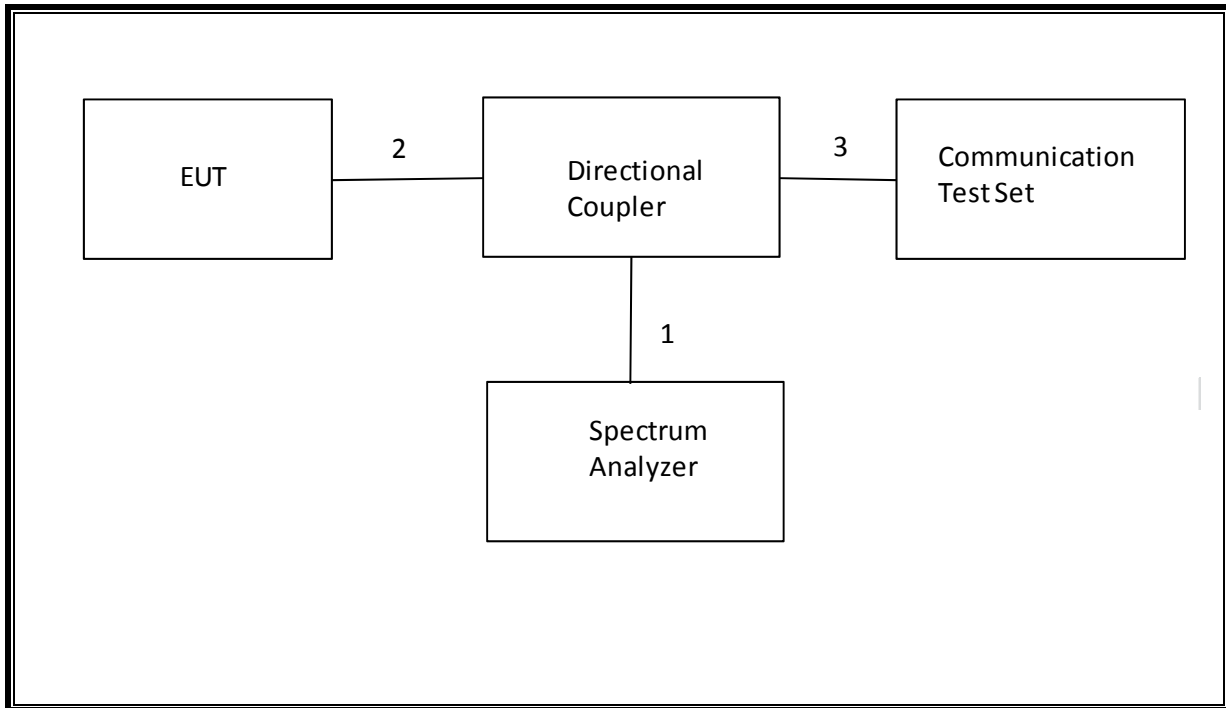 EUT
2
Directional
Coupler
3
Communication
Test Set
1
Spectrum
Analyzer